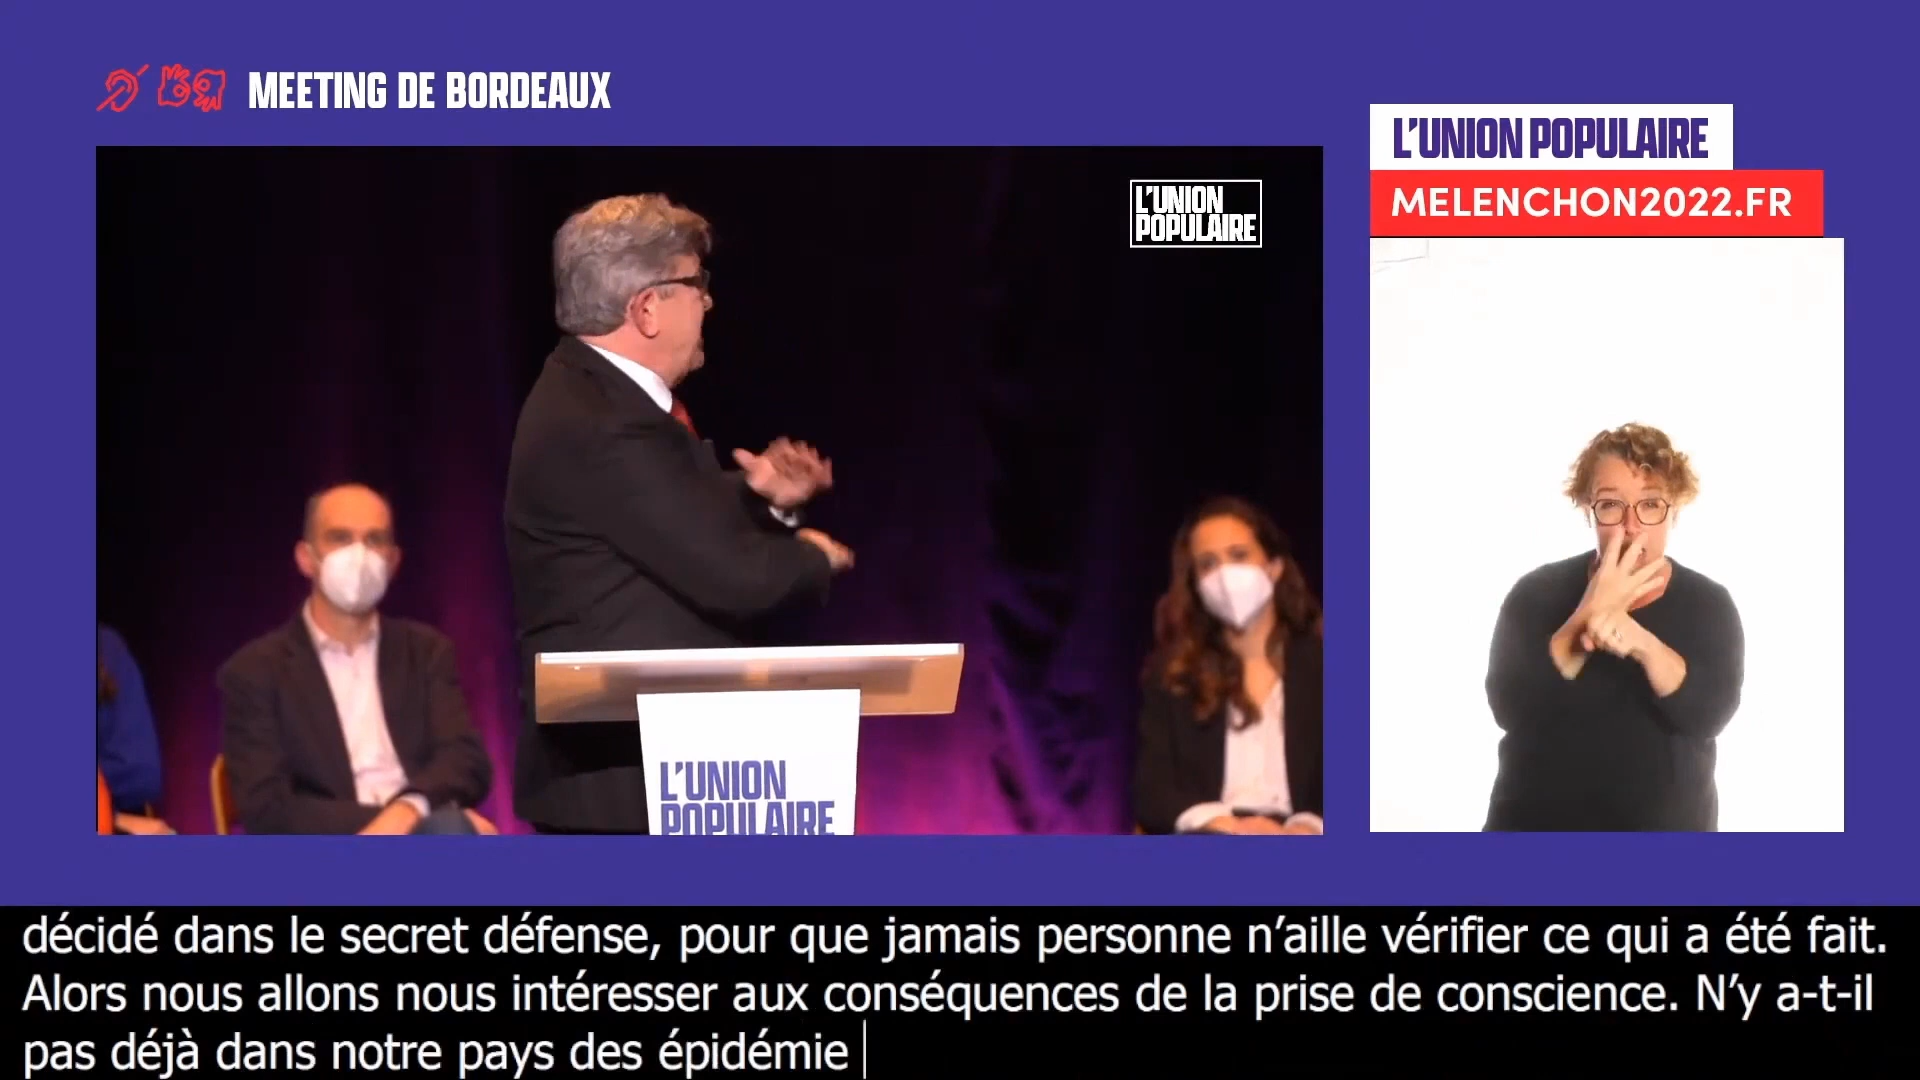 MEETING DE BORDEAUX
L'UNION POPULAIRE
MELENCHON2022.FR
L'UNION
POPULAIRE
L'UNION
POPULAIRE
décidé dans le secret défense, pour que jamais personne n’aille vérifier ce qui a été fait.
Alors nous allons nous intéresser aux conséquences de la prise de conscience. N’y a-t-il
pas déjà dans notre pays des épidémie